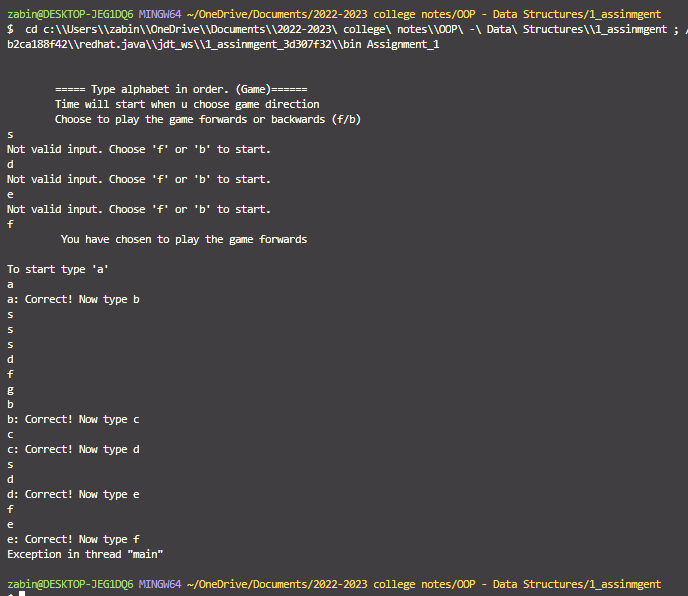 zabin@DESKTOP-JEG1DQ6 MINGW64 ~/OneDrive/Documents/2022-2023 college notes/OOP - Data Structures/1_assinmgent
$  cd c:\\Users\\zabin\\OneDrive\\Documents\\2022-2023\ college\ notes\\OOP\ -\ Data\ Structures\\1_assinmgent ; /
b2ca188f42\\redhat.java\\jdt_ws\\1_assinmgent_3d307f32\\bin Assignment_1
===== Type alphabet in order. (Game)======
Time will start when u choose game direction
Choose to play the game forwards or backwards (f/b)
s
Not valid input. Choose 'f' or 'b' to start.
d
Not valid input. Choose 'f' or 'b' to start.
e
Not valid input. Choose 'f' or 'b' to start.
f
You have chosen to play the game forwards
To start type 'a'
a
a: Correct! Now type b
s
s
s
d
f
g
b
b: Correct! Now type c
c
c: Correct! Now type d
s
d
d: Correct! Now type e
f
e
e: Correct! Now type f
Exception in thread "main"
zabin@DESKTOP-JEG1DQ6 MINGW64 ~/OneDrive/Documents/2022-2023 college notes/OOP - Data Structures/1_assinmgent